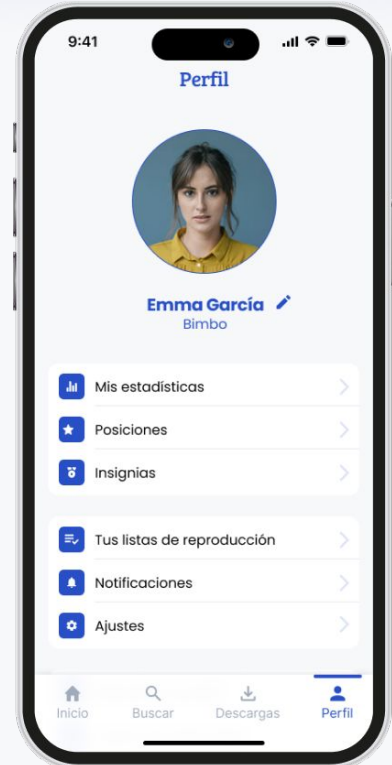 9:41
Perfil
Emma García
Bimbo
Mis estadísticas
Posiciones
Insignias
Tus listas de reproducción
Notificaciones
Ajustes
Inicio Buscar Descargas Perfil